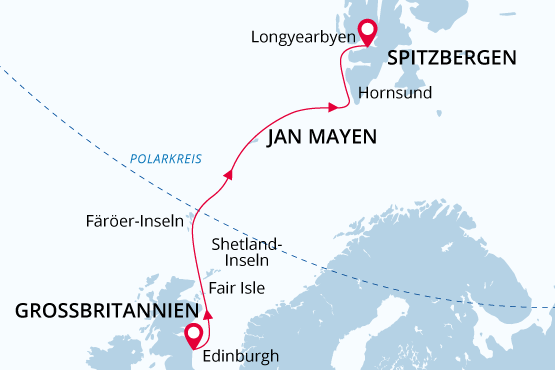 Longyearbyen
SPITZBERGEN
Hornsund
JAN MAYEN
POLARKREIS
Färöer-Inseln
Shetland-
Inseln
Fair Isle
GROSSBRITANNIEN
Edinburgh